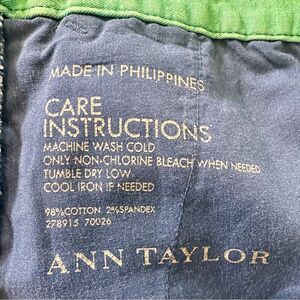 MADE IN PHILIPPINES
CARE
INSTRUCTIONS
MACHINE WASH COLD
ONLY NON-CHLORINE BLEACH WHEN NEEDED
TUMBLE DRY LOW
COOL IRON IF NEEDED
98%COTTON 2%SPANDEX
278915 70026
ANN TAYLOR